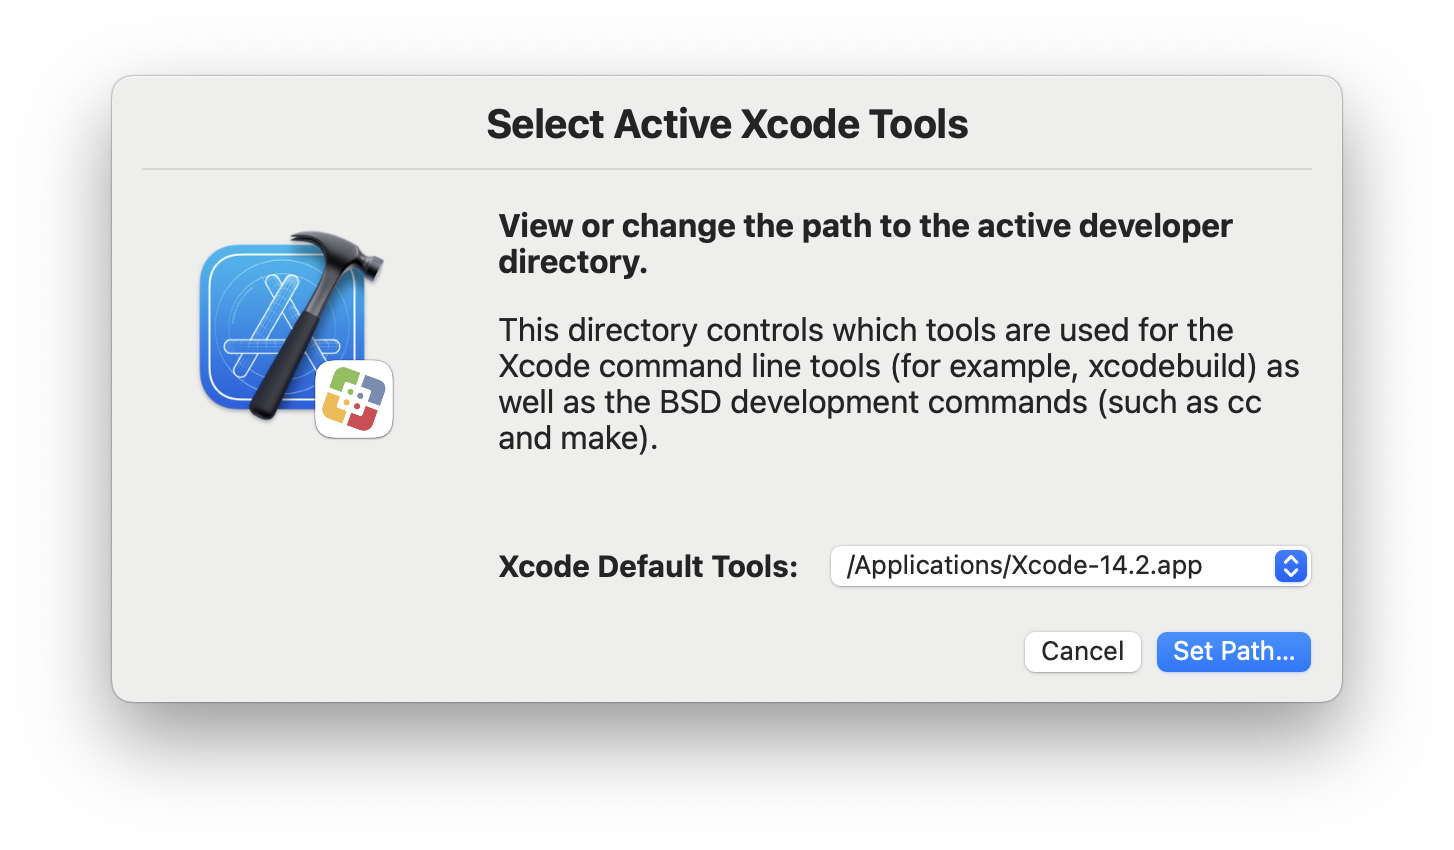 Select Active Xcode Tools
View or change the path to the active developer
directory.
This directory controls which tools are used for the
Xcode command line tools (for example, xcodebuild) as
well as the BSD development commands (such as cc
and make).
Xcode Default Tools: /Applications/Xcode-14.2.app
Cancel Set Path...